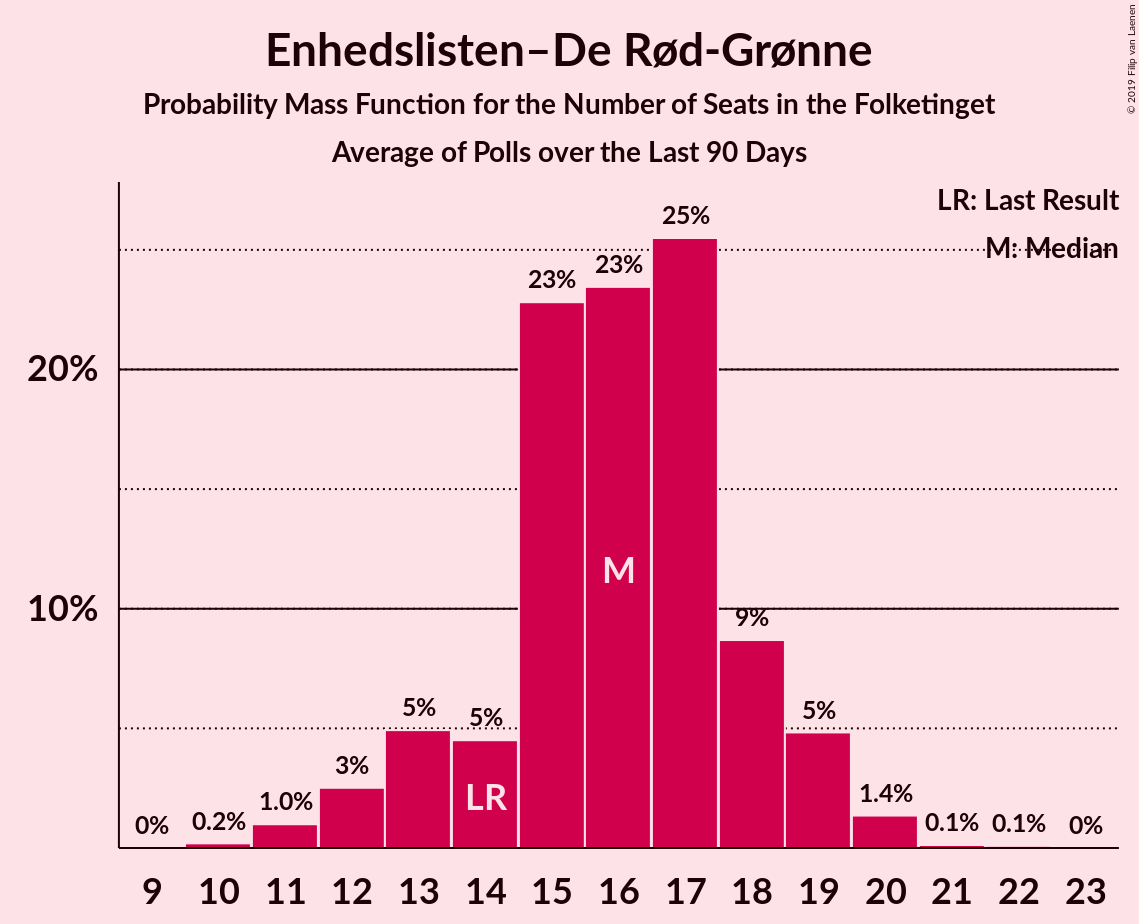 Enhedslisten–De Rød-Grønne
Probability Mass Function for the Number of Seats in the Folketinget
Average of Polls over the Last 90 Days
© 2019 Filip van Laenen
LR: Last Result
M: Median
20%
10%
0%
0.2%
1.0%
3%
5%
5%
23%
23%
25%
9%
5%
1.4%
0.1%
0.1%
0%
LR
M
9 10 11 12 13 14 15 16 17 18 19 20 21 22 23